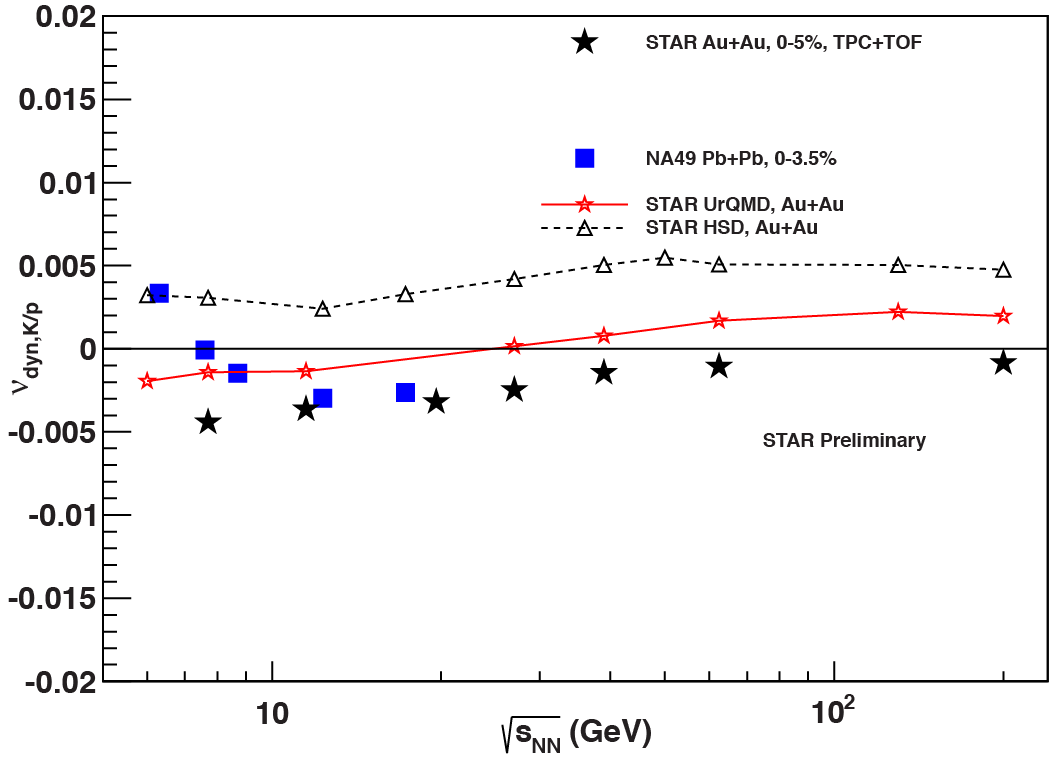 0.02
STAR Au+Au, 0-5%, TPC+TOF
0.015
NA49 Pb+Pb, 0-3.5%
0.01
STAR UrQMD, Au+Au
STAR HSD, Au+Au
0.005
0
-0.005
STAR Preliminary
-0.01
-0.015
-0.02
ν_dyn,K/p
10
10²
√s_NN (GeV)